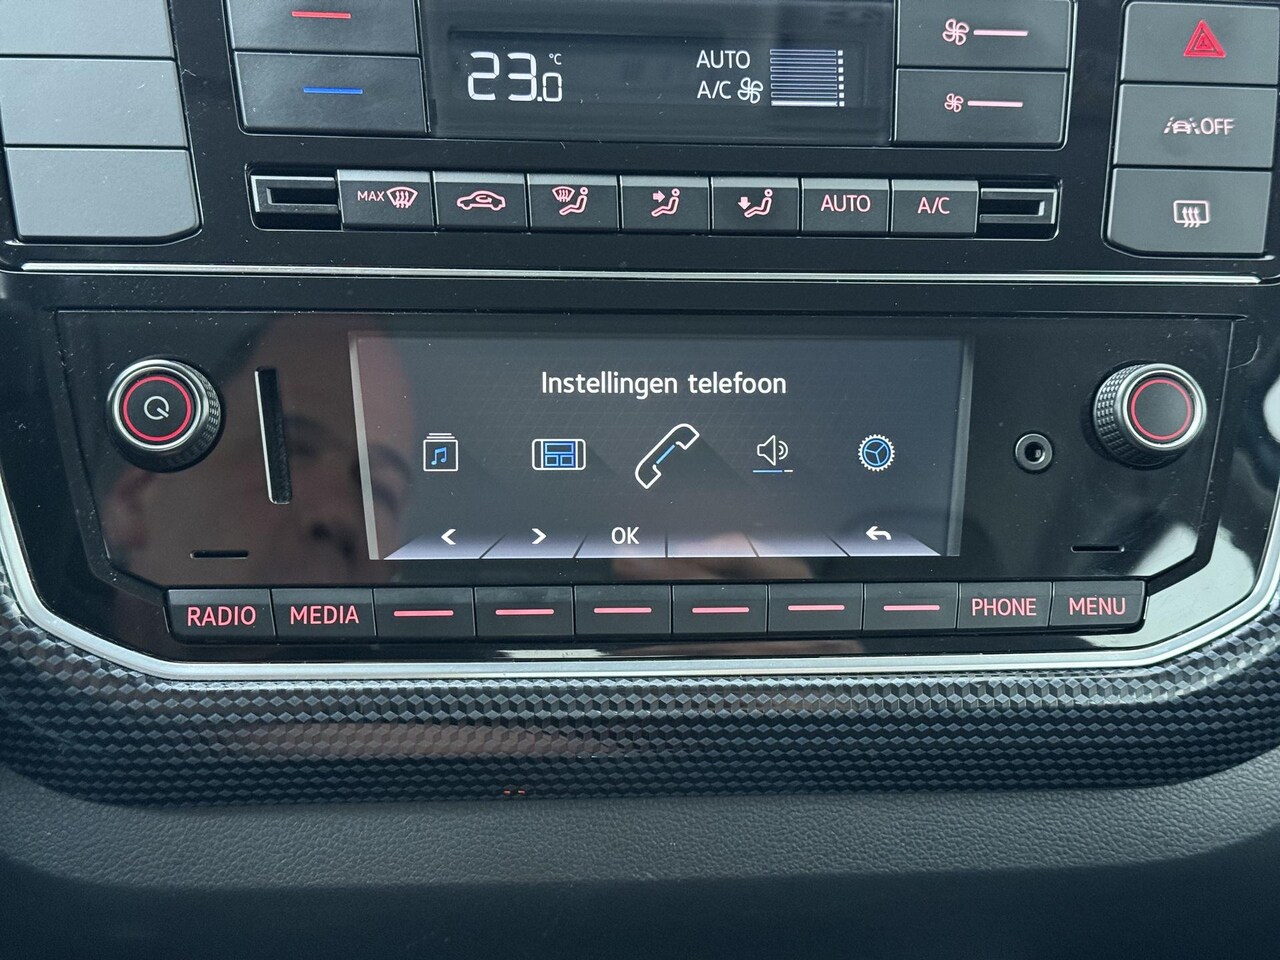 23.0 °C
AUTO
A/C
OFF
MAX
AUTO
A/C
Instellingen telefoon
< > OK
RADIO
MEDIA
PHONE
MENU